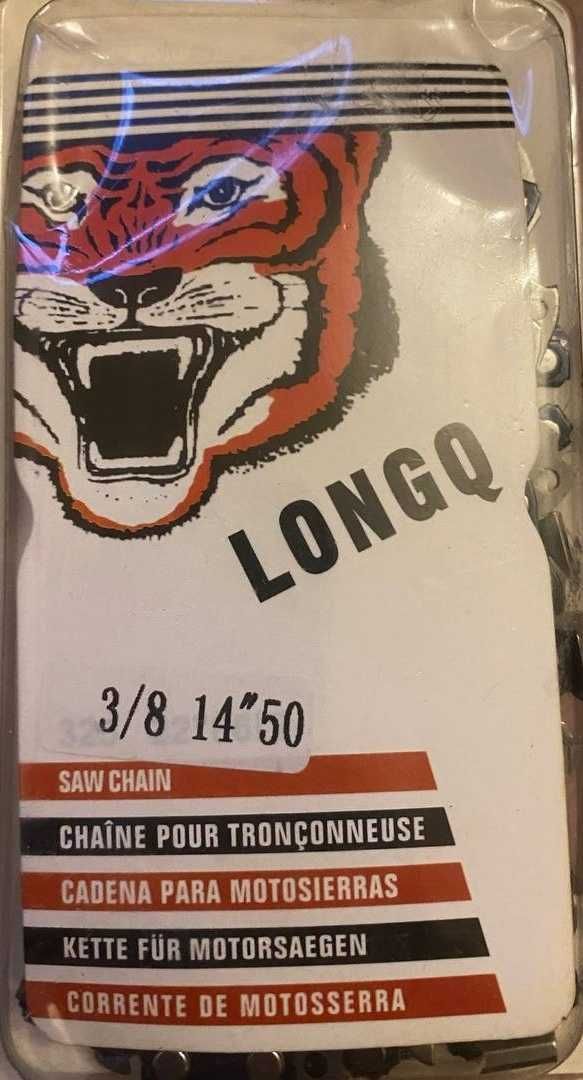 LONGQ
3/8 14"50
SAW CHAIN
CHAÎNE POUR TRONÇONNEUSE
CADENA PARA MOTOSIERRAS
KETTE FÜR MOTORSAEGEN
CORRENTE DE MOTOSSERRA